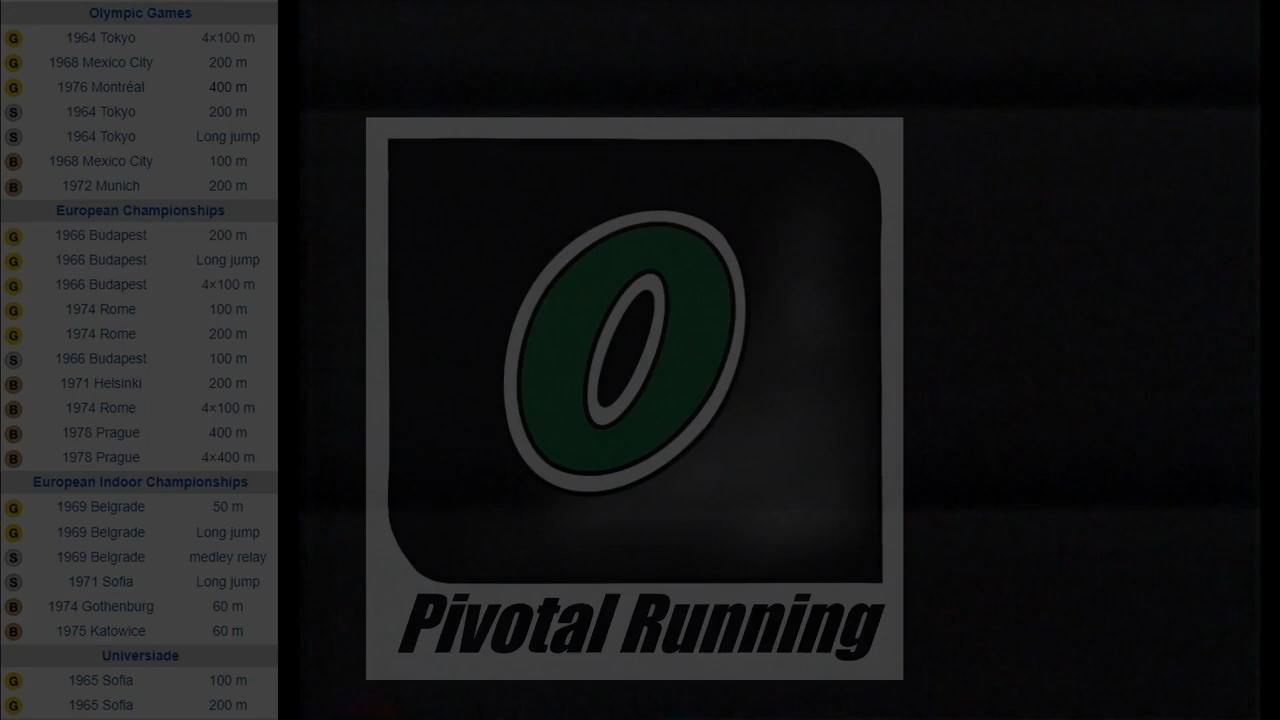 Olympic Games
G 1964 Tokyo 4×100 m
G 1968 Mexico City 200 m
G 1976 Montréal 400 m
S 1964 Tokyo 200 m
S 1964 Tokyo Long jump
B 1968 Mexico City 100 m
B 1972 Munich 200 m
European Championships
G 1966 Budapest 200 m
G 1966 Budapest Long jump
G 1966 Budapest 4×100 m
G 1974 Rome 100 m
G 1974 Rome 200 m
S 1966 Budapest 100 m
B 1971 Helsinki 200 m
B 1974 Rome 4×100 m
B 1978 Prague 400 m
B 1978 Prague 4×400 m
European Indoor Championships
G 1969 Belgrade 50 m
G 1969 Belgrade Long jump
S 1969 Belgrade medley relay
S 1971 Sofia Long jump
B 1974 Gothenburg 60 m
B 1975 Katowice 60 m
Universiade
G 1965 Sofia 100 m
G 1965 Sofia 200 m
0
Pivotal Running